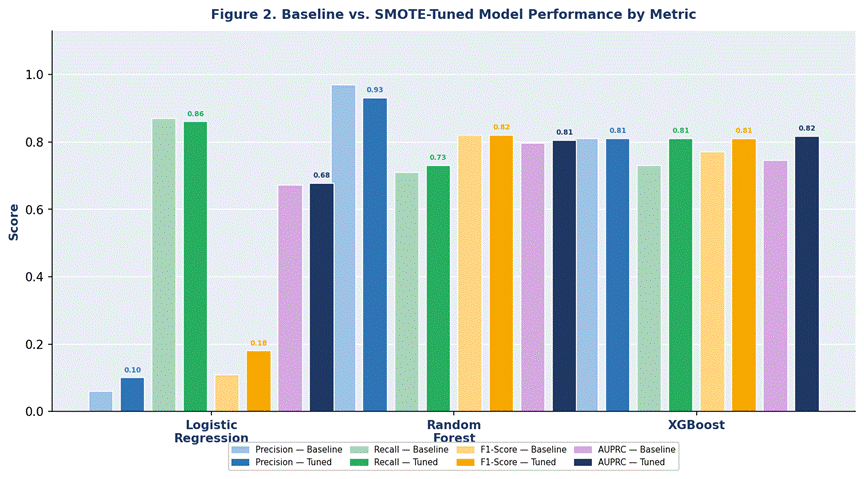 Figure 2. Baseline vs. SMOTE-Tuned Model Performance by Metric
Score
1.0
0.8
0.6
0.4
0.2
0.0
0.10
0.86
0.18
0.68
0.93
0.73
0.82
0.81
0.81
0.81
0.81
0.82
Logistic
Regression
Random
Forest
XGBoost
Precision — Baseline
Recall — Baseline
F1-Score — Baseline
AUPRC — Baseline
Precision — Tuned
Recall — Tuned
F1-Score — Tuned
AUPRC — Tuned